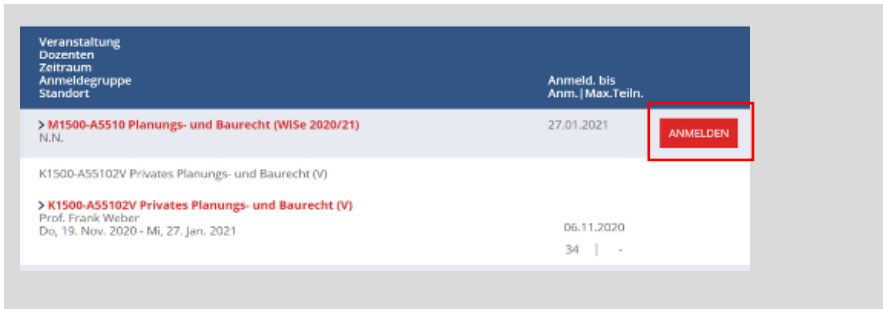 Veranstaltung
Dozenten
Zeitraum
Anmeldegruppe
Standort
Anmeld. bis
Anm.|Max.Teiln.
> M1500-A5510 Planungs- und Baurecht (WiSe 2020/21)
N.N.
27.01.2021
ANMELDEN
K1500-A55102V Privates Planungs- und Baurecht (V)
> K1500-A55102V Privates Planungs- und Baurecht (V)
Prof. Frank Weber
Do, 19. Nov. 2020 - Mi, 27. Jan. 2021
06.11.2020
34 | -